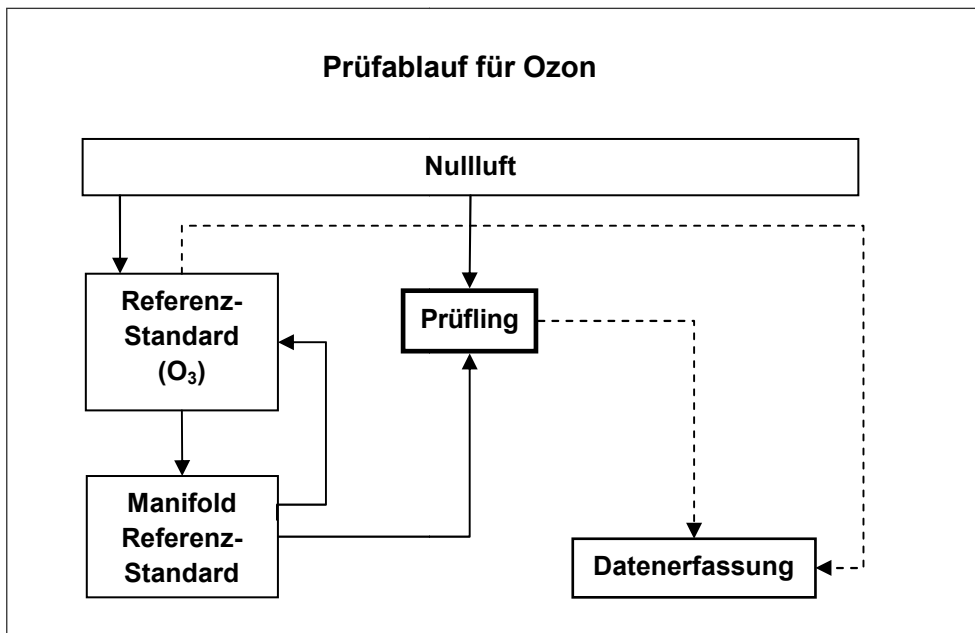 Prüfablauf für Ozon
Nullluft
Referenz-
Standard
(O₃)
Prüfling
Manifold
Referenz-
Standard
Datenerfassung